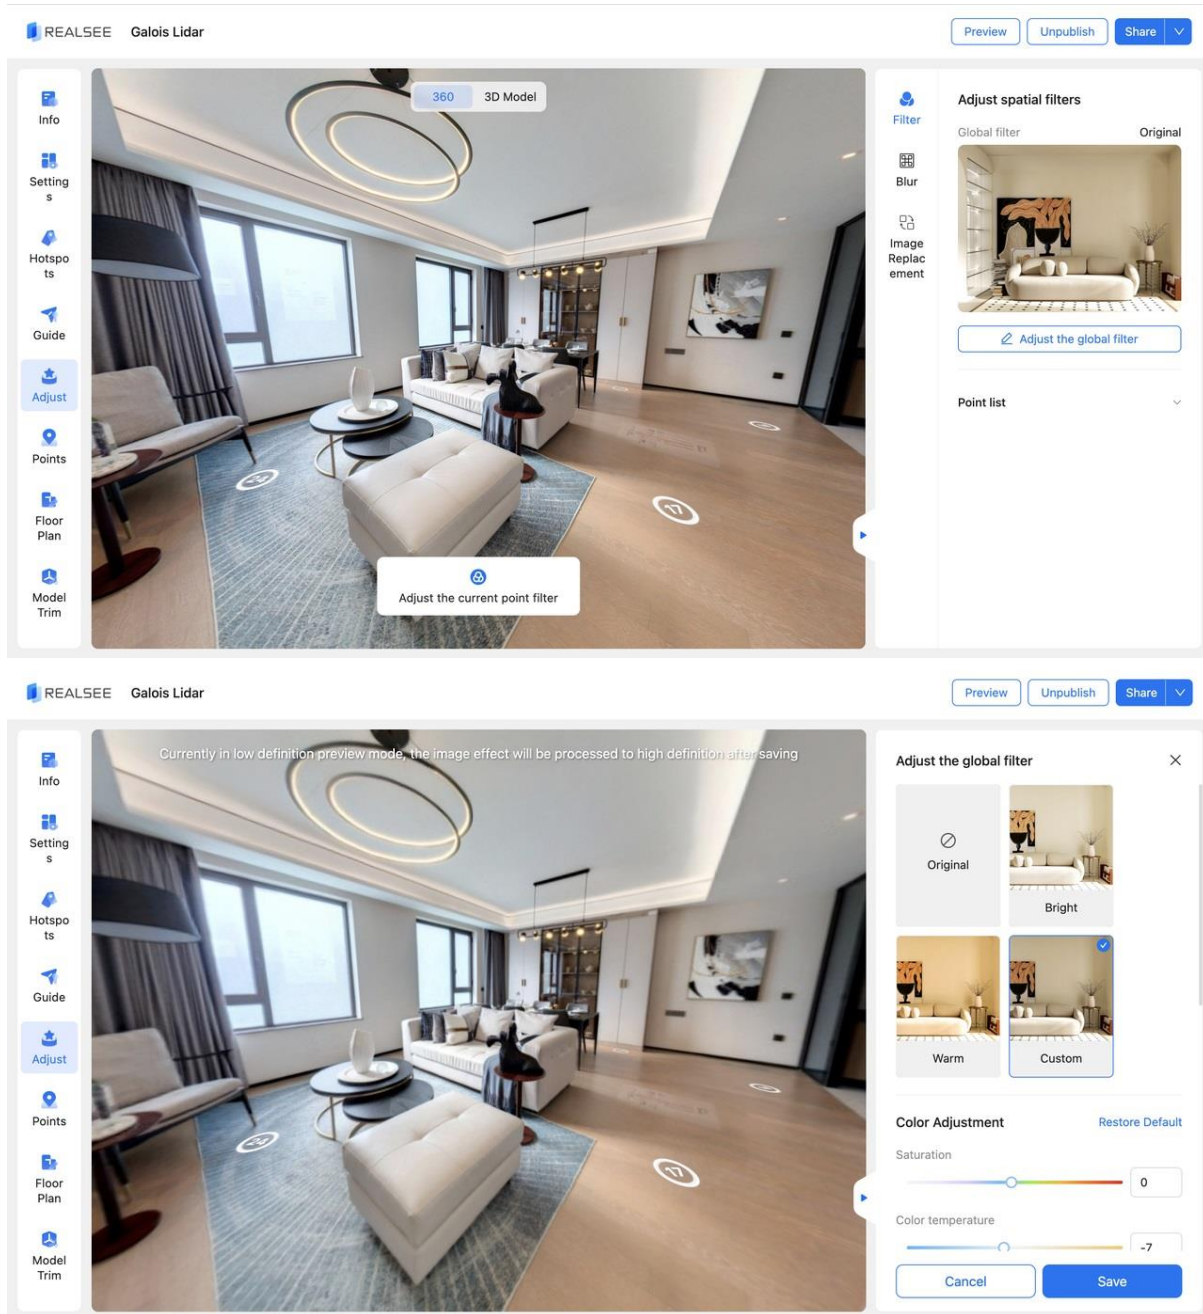 REALSEE Galois Lidar
Preview
Unpublish
Share
Info
Setting
s
Hotspo
ts
Guide
Adjust
Points
Floor
Plan
Model
Trim
360
3D Model
24
17
Adjust the current point filter
Filter
Blur
Image
Replac
ement
Adjust spatial filters
Global filter
Original
Adjust the global filter
Point list
REALSEE Galois Lidar
Preview
Unpublish
Share
Info
Setting
s
Hotspo
ts
Guide
Adjust
Points
Floor
Plan
Model
Trim
Currently in low definition preview mode, the image effect will be processed to high definition after saving
24
17
Adjust the global filter
Original
Bright
Warm
Custom
Color Adjustment
Restore Default
Saturation
0
Color temperature
-7
Cancel
Save